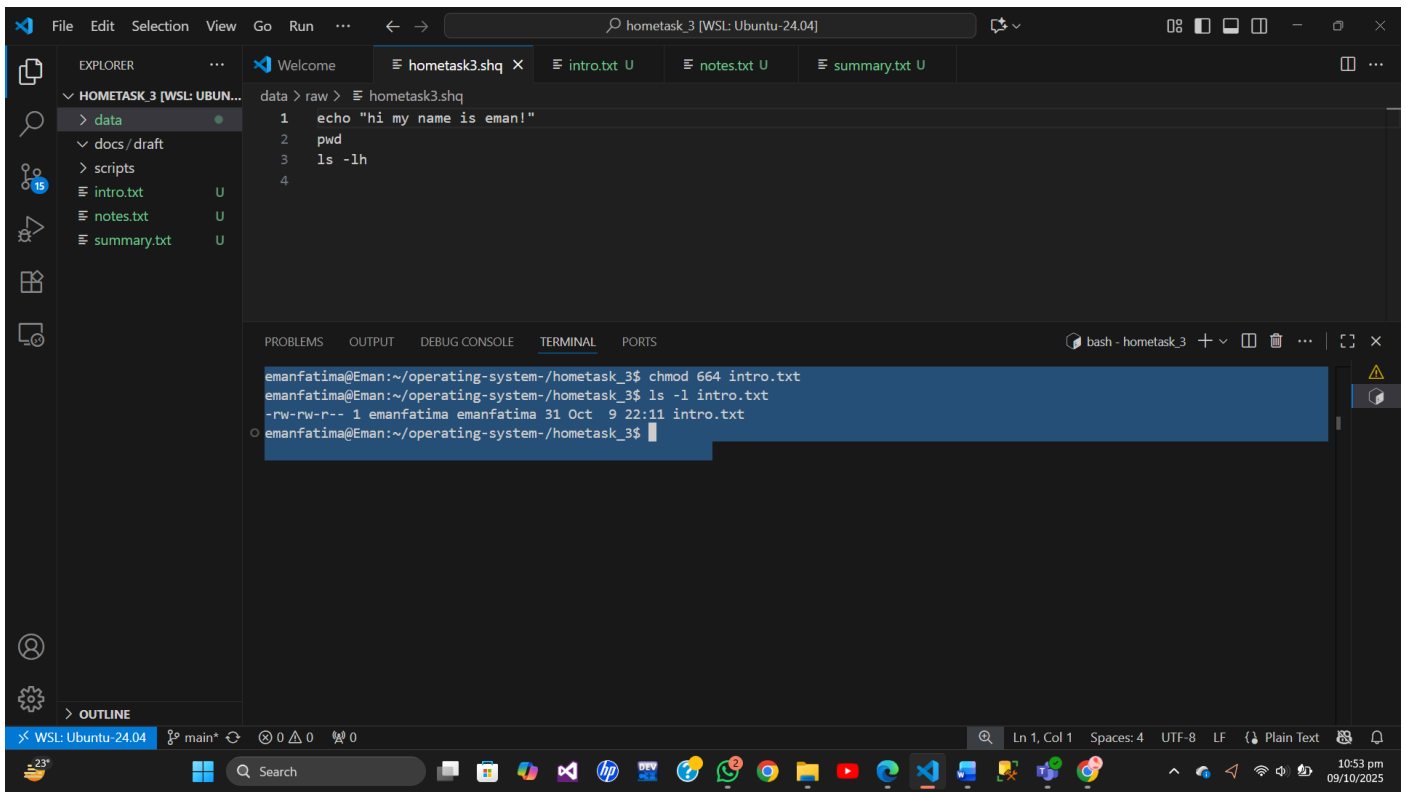 File Edit Selection View Go Run ··· hometask_3 [WSL: Ubuntu-24.04]
EXPLORER ···
HOMETASK_3 [WSL: UBUN...
data
docs / draft
scripts
intro.txt U
notes.txt U
summary.txt U
OUTLINE
Welcome hometask3.shq intro.txt U notes.txt U summary.txt U
data > raw > hometask3.shq
1 echo "hi my name is eman!"
2 pwd
3 ls -lh
4
PROBLEMS OUTPUT DEBUG CONSOLE TERMINAL PORTS bash - hometask_3
emanfatima@Eman:~/operating-system-/hometask_3$ chmod 664 intro.txt
emanfatima@Eman:~/operating-system-/hometask_3$ ls -l intro.txt
-rw-rw-r-- 1 emanfatima emanfatima 31 Oct  9 22:11 intro.txt
emanfatima@Eman:~/operating-system-/hometask_3$
15
WSL: Ubuntu-24.04 main* 0 0 0 Ln 1, Col 1 Spaces: 4 UTF-8 LF Plain Text
23° Search hp DEV 2 10:53 pm
09/10/2025